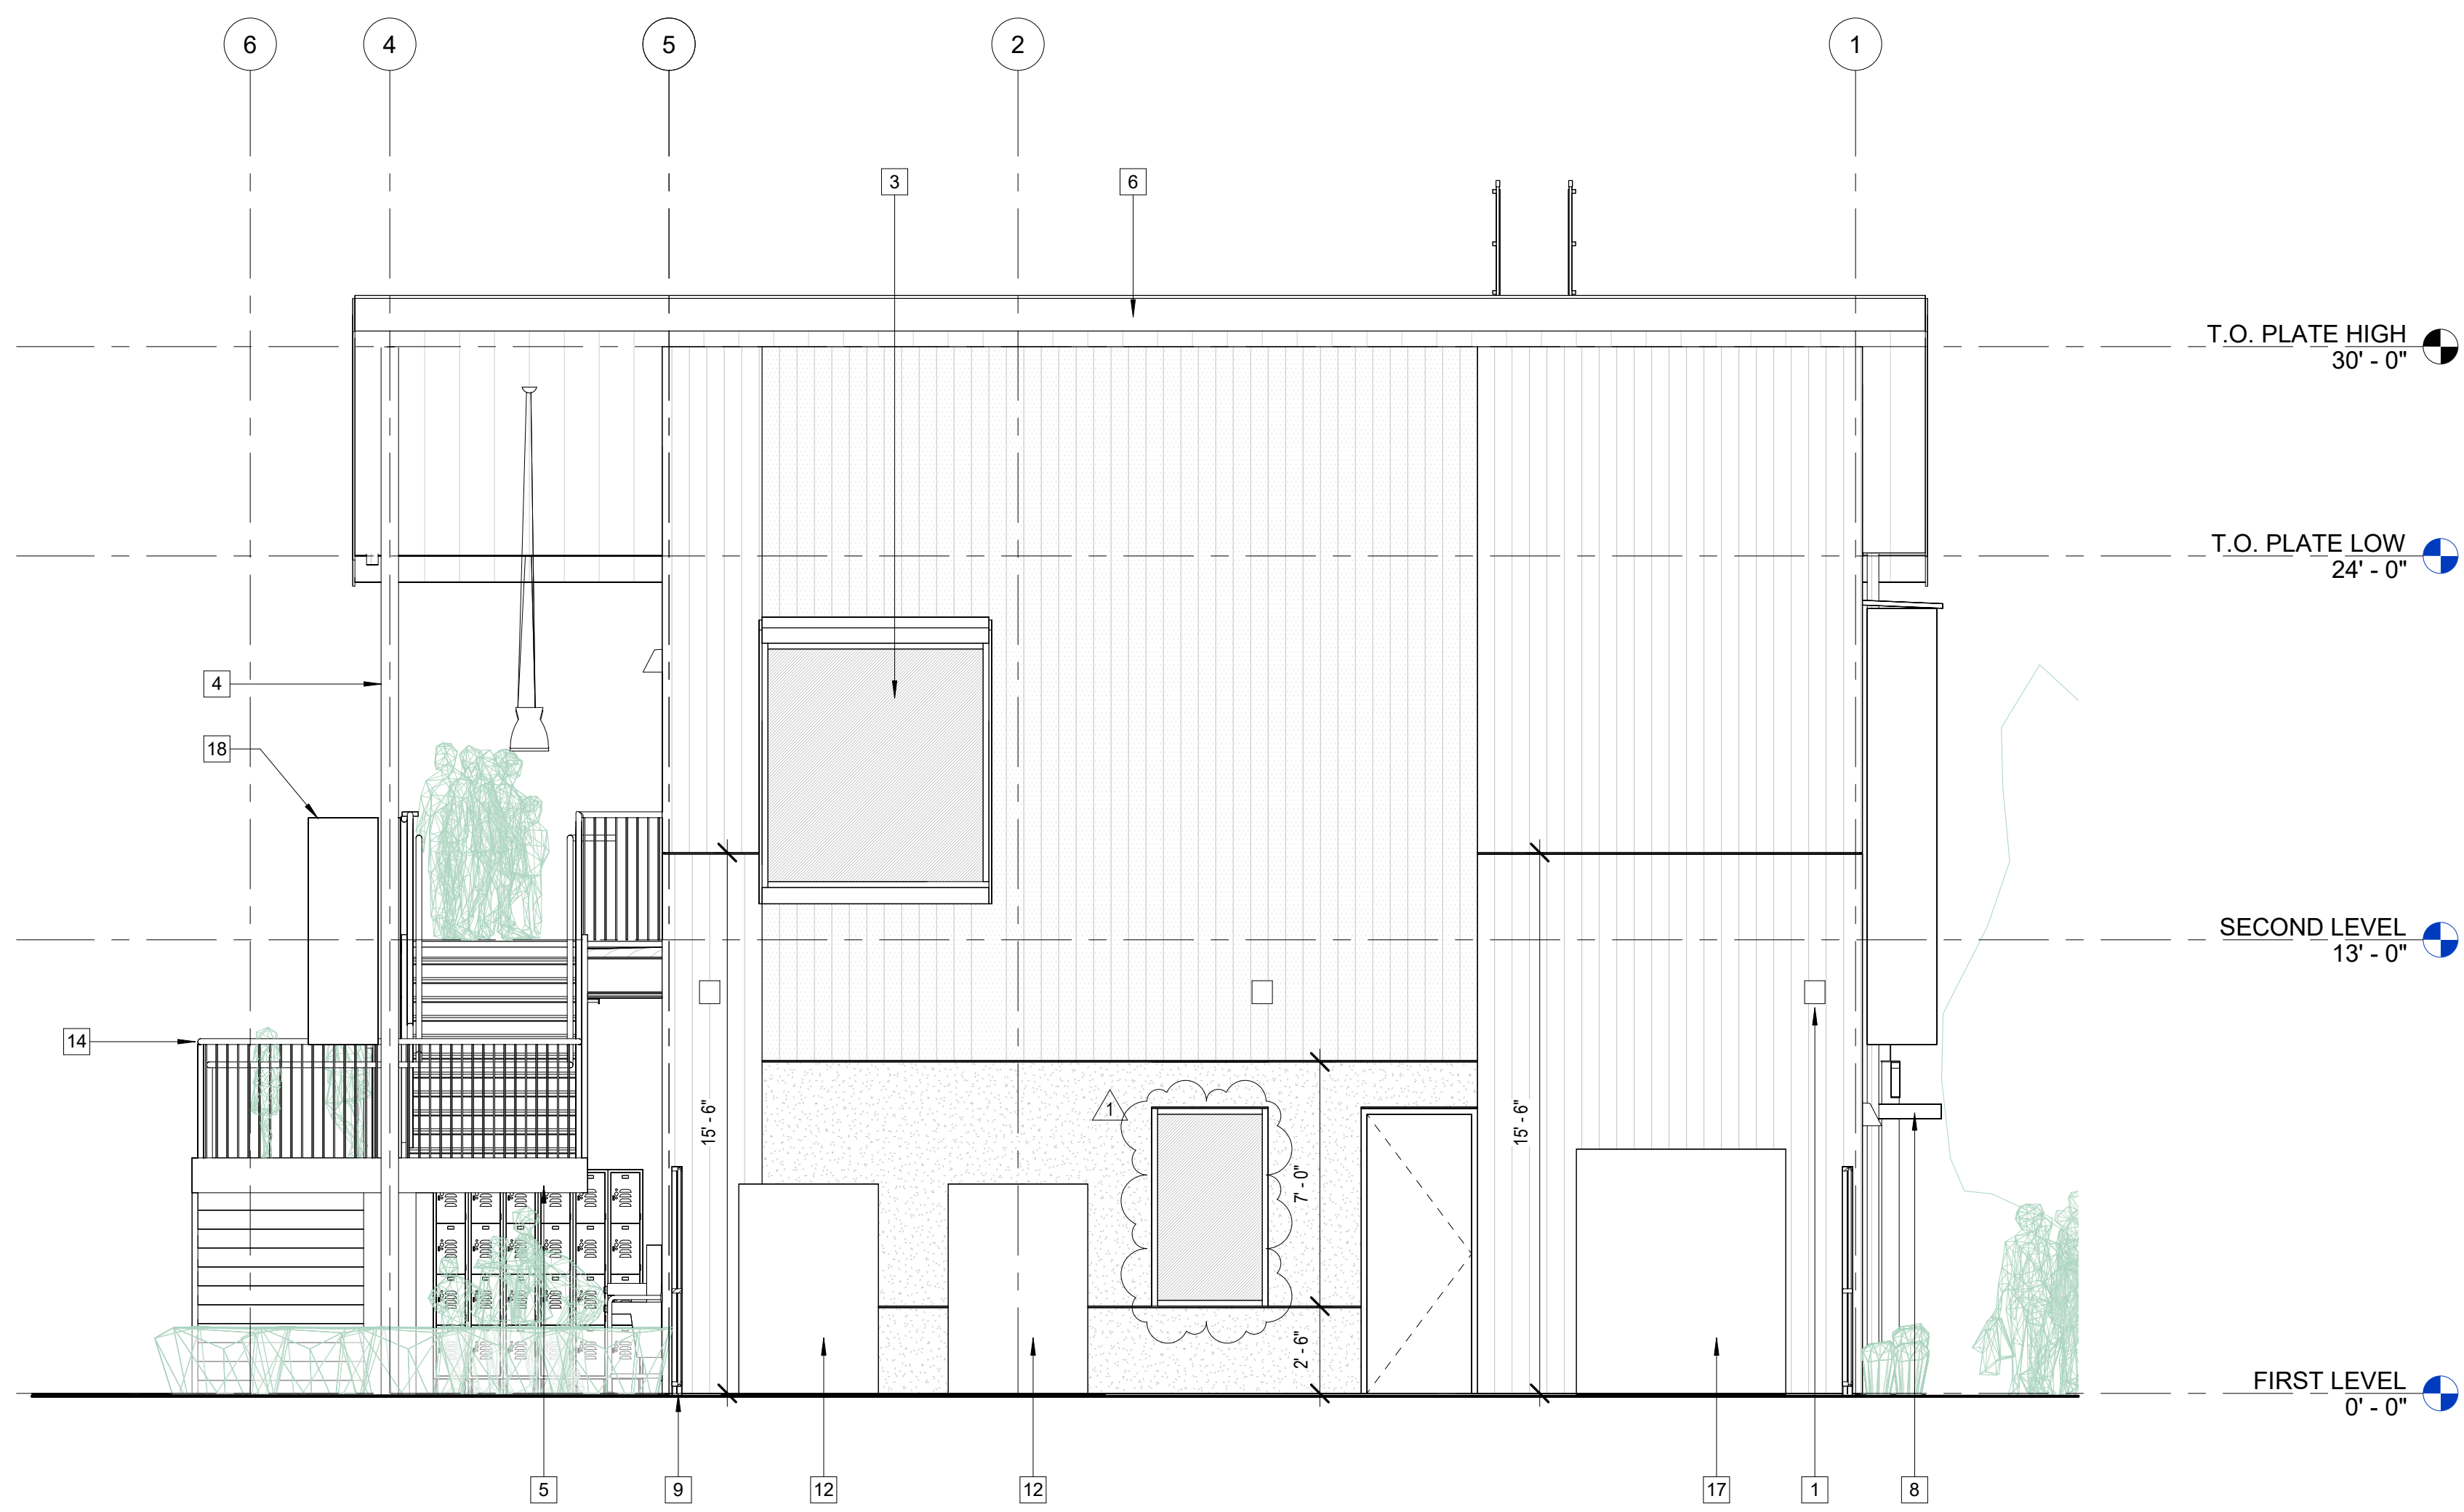 6
4
5
2
1
3
6
T.O. PLATE HIGH
30' - 0"
T.O. PLATE LOW
24' - 0"
4
18
SECOND LEVEL
13' - 0"
14
1
15' - 6"
15' - 6"
7' - 0"
2' - 6"
FIRST LEVEL
0' - 0"
5
9
12
12
17
1
8